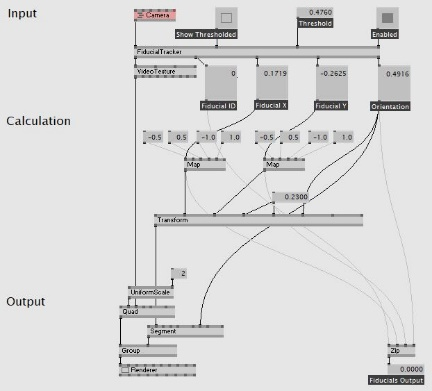 Input
Camera
Show Thresholded
0.4760
Threshold
Enabled
FiducialTracker
VideoTexture
0
Fiducial ID
0.1719
Fiducial X
-0.2625
Fiducial Y
0.4916
Orientation
Calculation
-0.5 0.5 -1.0 1.0
-0.5 0.5 -1.0 1.0
Map
Map
0.2300
Transform
Output
2
UniformScale
Quad
Segment
Group
Renderer
Zip
0.0000
Fiducials Output